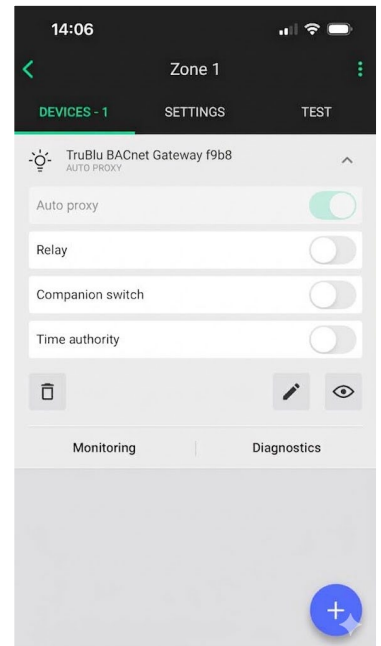 14:06
Zone 1
DEVICES - 1 SETTINGS TEST
TruBlu BACnet Gateway f9b8
AUTO PROXY
Auto proxy
Relay
Companion switch
Time authority
Monitoring Diagnostics